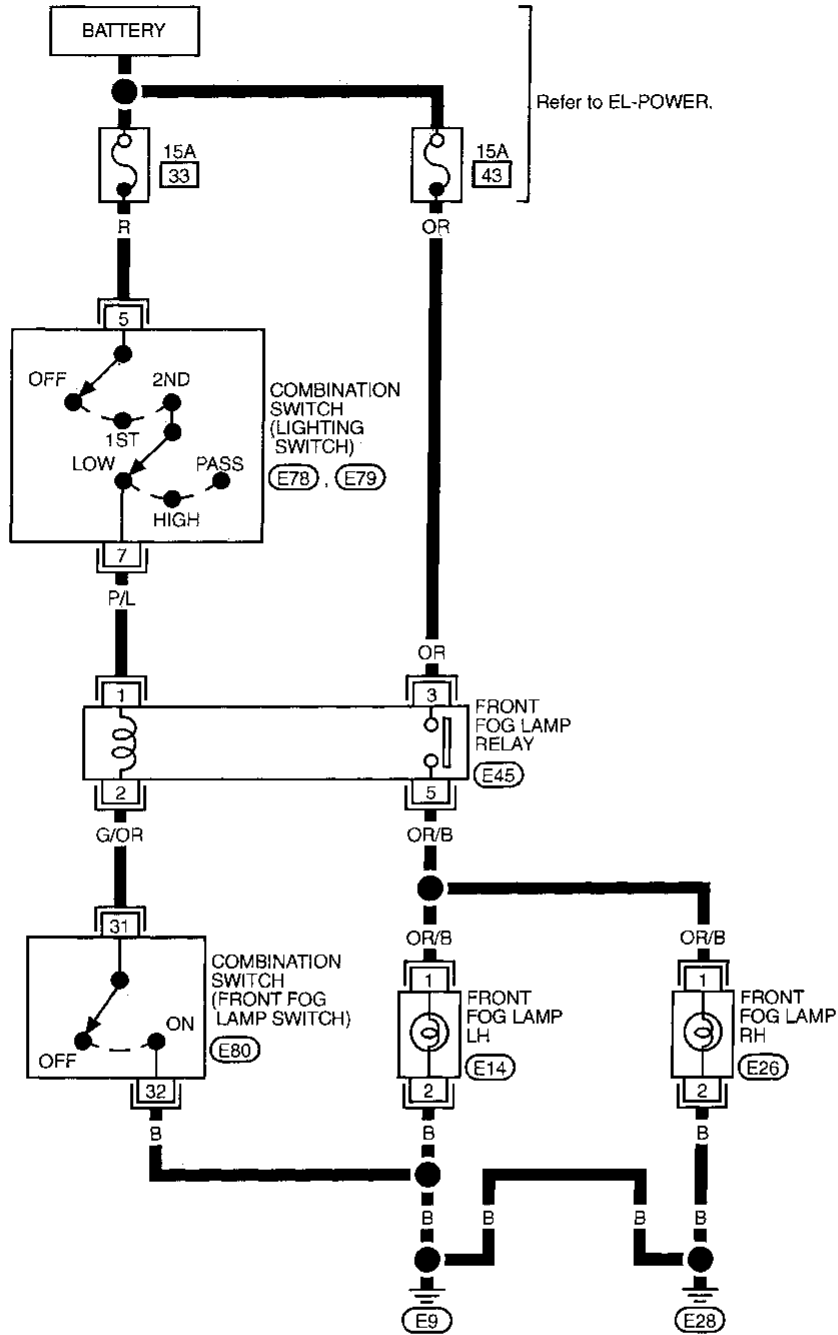 BATTERY
Refer to EL-POWER.
15A
33
15A
43
R
OR
5
OFF
2ND
1ST
LOW
PASS
HIGH
COMBINATION
SWITCH
(LIGHTING
SWITCH)
E78 , E79
7
P/L
OR
1
3
FRONT
FOG LAMP
RELAY
E45
2
5
G/OR
OR/B
31
OR/B
OR/B
COMBINATION
SWITCH
(FRONT FOG
LAMP SWITCH)
E80
OFF
ON
1
FRONT
FOG LAMP
LH
E14
1
FRONT
FOG LAMP
RH
E26
32
2
2
B
B
B
B
B
B
B
E9
E28